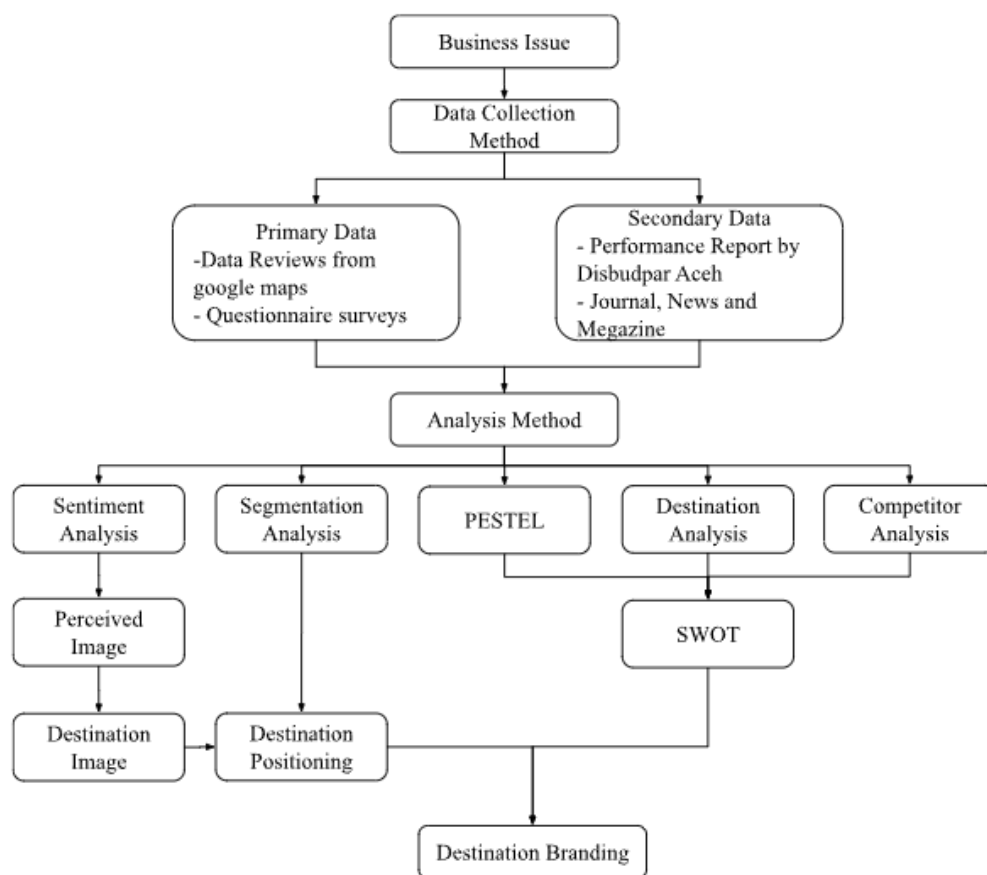 Business Issue
Data Collection
Method
Primary Data
-Data Reviews from
google maps
- Questionnaire surveys
Secondary Data
- Performance Report by
Disbudpar Aceh
- Journal, News and
Megazine
Analysis Method
Sentiment
Analysis
Segmentation
Analysis
PESTEL
Destination
Analysis
Competitor
Analysis
Perceived
Image
SWOT
Destination
Image
Destination
Positioning
Destination Branding